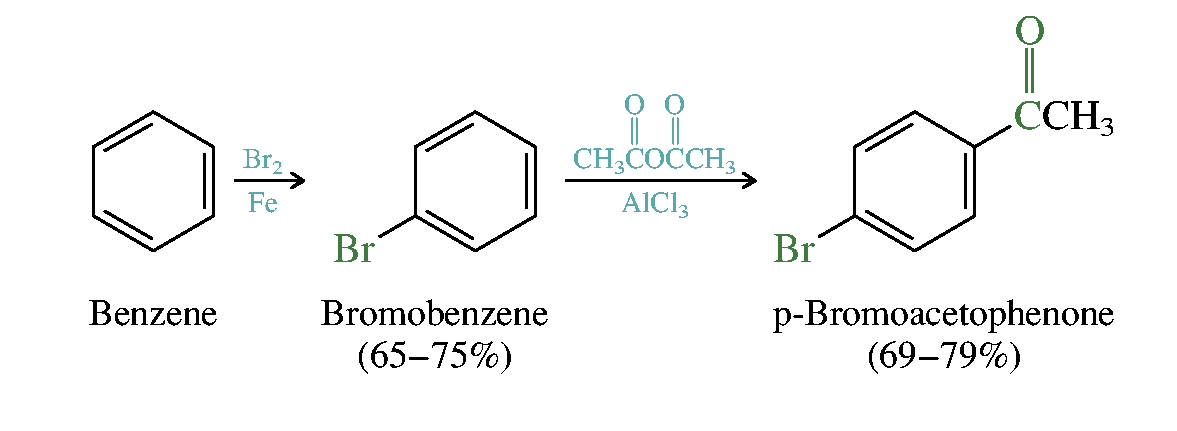 O
O O
CCH₃
Br₂
CH₃COCCH₃
Fe
AlCl₃
Br
Br
Benzene
Bromobenzene
p-Bromoacetophenone
(65–75%)
(69–79%)